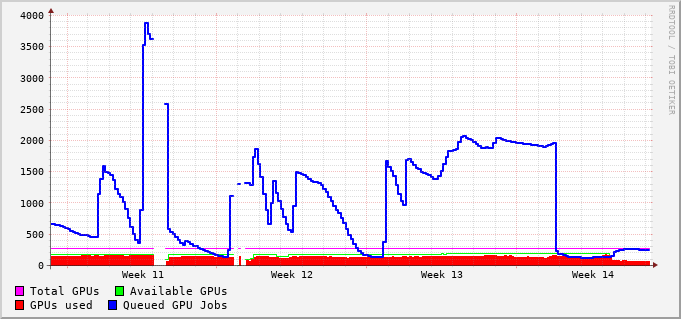 RRDTOOL / TOBI OETIKER
4000
3500
3000
2500
2000
1500
1000
500
0
Week 11 Week 12 Week 13 Week 14
Total GPUs Available GPUs
GPUs used Queued GPU Jobs